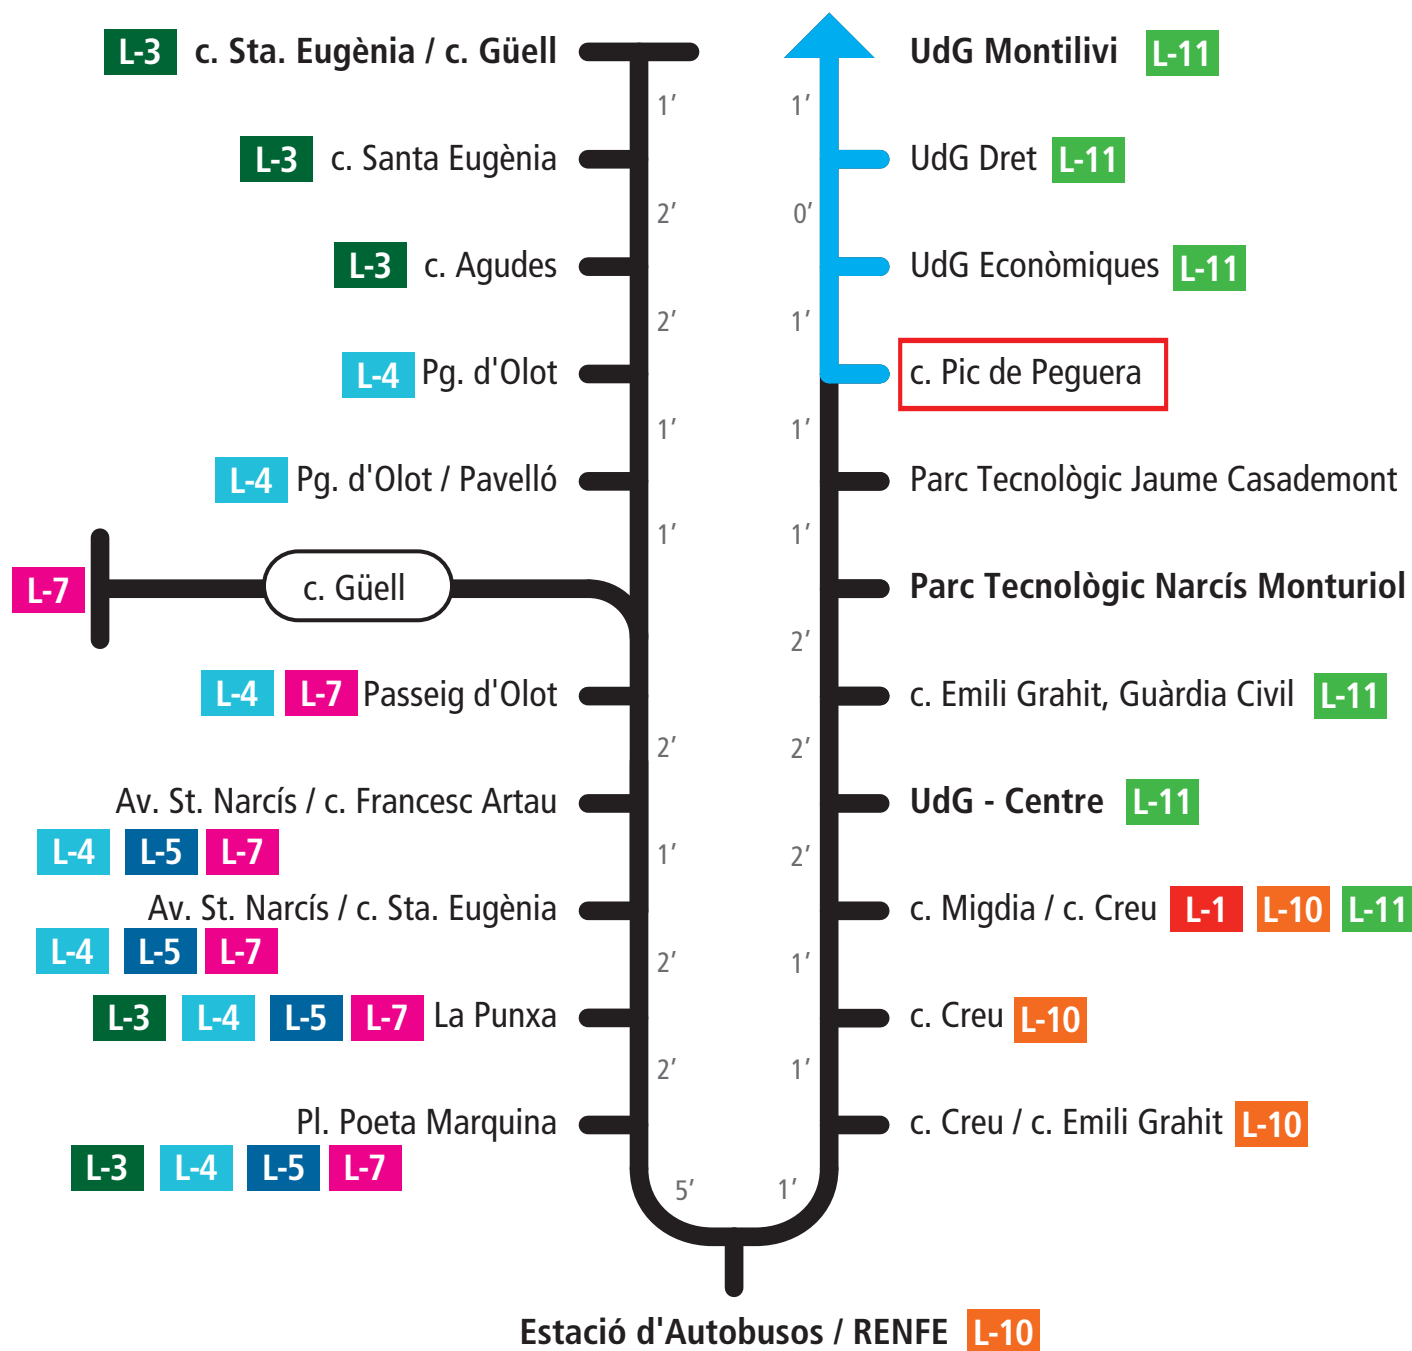 L-3 c. Sta. Eugènia / c. Güell
1’
L-3 c. Santa Eugènia
2’
L-3 c. Agudes
2’
L-4 Pg. d'Olot
1’
L-4 Pg. d'Olot / Pavelló
1’
L-7 c. Güell
L-4 L-7 Passeig d'Olot
2’
Av. St. Narcís / c. Francesc Artau
L-4 L-5 L-7
1’
Av. St. Narcís / c. Sta. Eugènia
L-4 L-5 L-7
2’
L-3 L-4 L-5 L-7 La Punxa
2’
Pl. Poeta Marquina
L-3 L-4 L-5 L-7
5’
UdG Montilivi L-11
1’
UdG Dret L-11
0’
UdG Econòmiques L-11
1’
c. Pic de Peguera
1’
Parc Tecnològic Jaume Casademont
1’
Parc Tecnològic Narcís Monturiol
2’
c. Emili Grahit, Guàrdia Civil L-11
2’
UdG - Centre L-11
2’
c. Migdia / c. Creu L-1 L-10 L-11
1’
c. Creu L-10
1’
c. Creu / c. Emili Grahit L-10
1’
Estació d'Autobusos / RENFE L-10